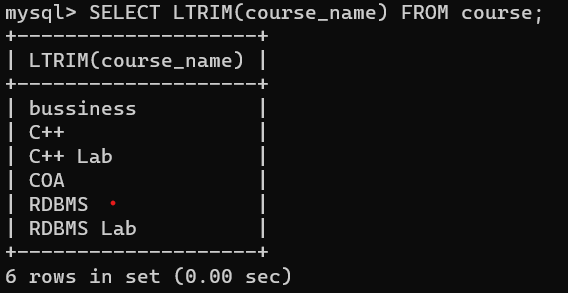 mysql> SELECT LTRIM(course_name) FROM course;
+--------------------+
| LTRIM(course_name) |
+--------------------+
| bussiness          |
| C++                |
| C++ Lab            |
| COA                |
| RDBMS              |
| RDBMS Lab          |
+--------------------+
6 rows in set (0.00 sec)